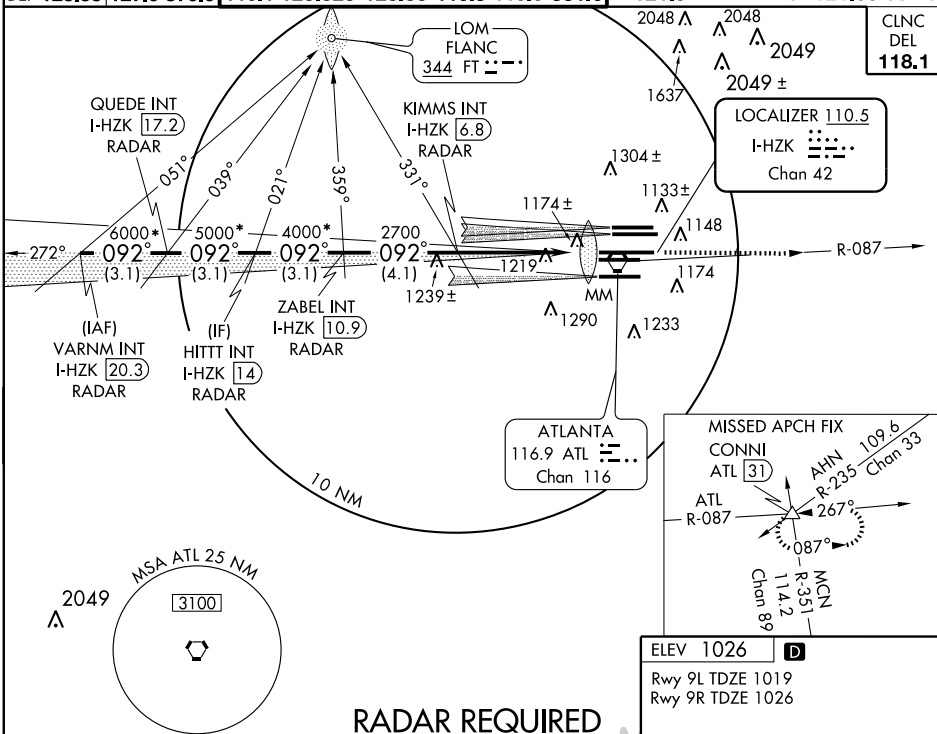 2048
2048
2049
2049 ±
1637
CLNC
DEL
118.1
LOM
FLANC
344 FT
QUEDE INT
I-HZK 17.2
RADAR
KIMMS INT
I-HZK 6.8
RADAR
LOCALIZER 110.5
I-HZK
Chan 42
051°
039°
021°
359°
331°
1304 ±
1133 ±
1174 ±
1148
272°
6000*
5000*
4000*
2700
092°
092°
092°
092°
(3.1)
(3.1)
(3.1)
(4.1)
1219
1239 ±
R-087
1174
MM
1290
1233
(IAF)
VARNM INT
I-HZK 20.3
RADAR
(IF)
HITTT INT
I-HZK 14
RADAR
ZABEL INT
I-HZK 10.9
RADAR
ATLANTA
116.9 ATL
Chan 116
10 NM
MISSED APCH FIX
CONNI
ATL 31
AHN 109.6
R-235 Chan 33
ATL
R-087
267°
087°
MCN
R-351
114.2
Chan 89
MSA ATL 25 NM
3100
2049
ELEV 1026 D
Rwy 9L TDZE 1019
Rwy 9R TDZE 1026
RADAR REQUIRED